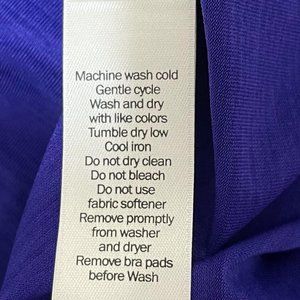 Machine wash cold
Gentle cycle
Wash and dry
with like colors
Tumble dry low
Cool iron
Do not dry clean
Do not bleach
Do not use
fabric softener
Remove promptly
from washer
and dryer
Remove bra pads
before Wash